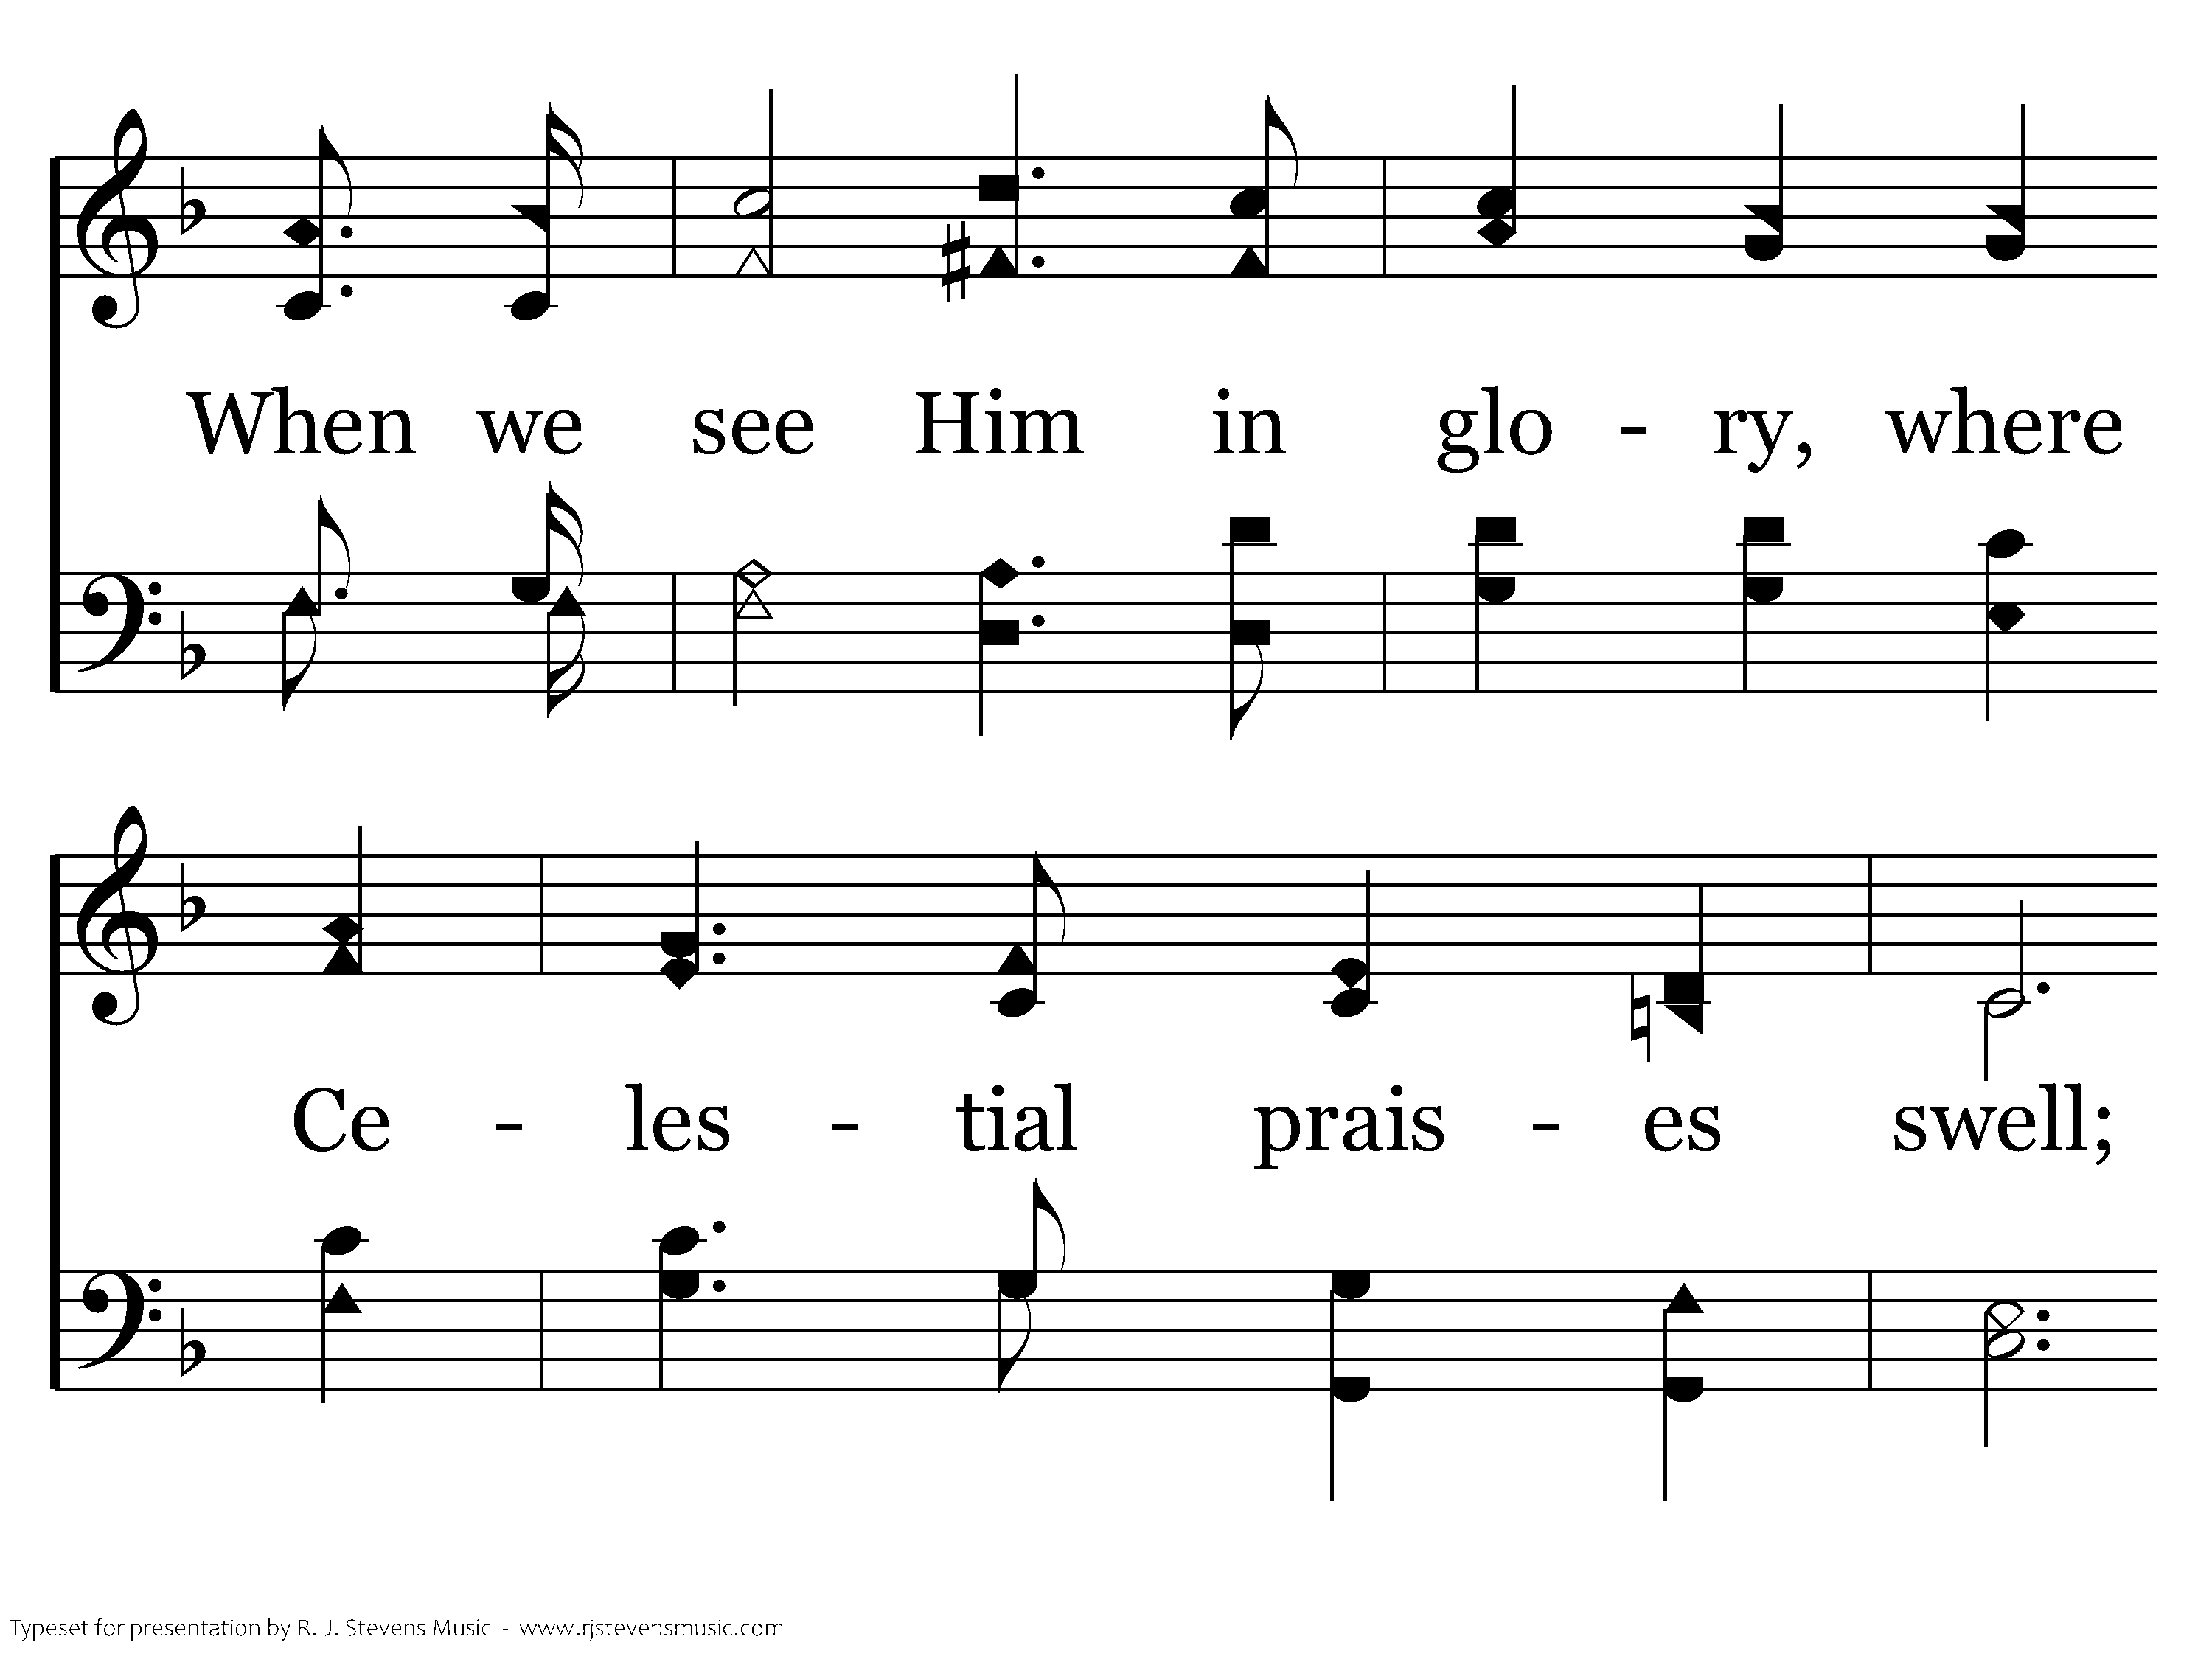 When we see Him in glo - ry, where
Ce - les - tial prais - es swell;
Typeset for presentation by R. J. Stevens Music - www.rjstevensmusic.com